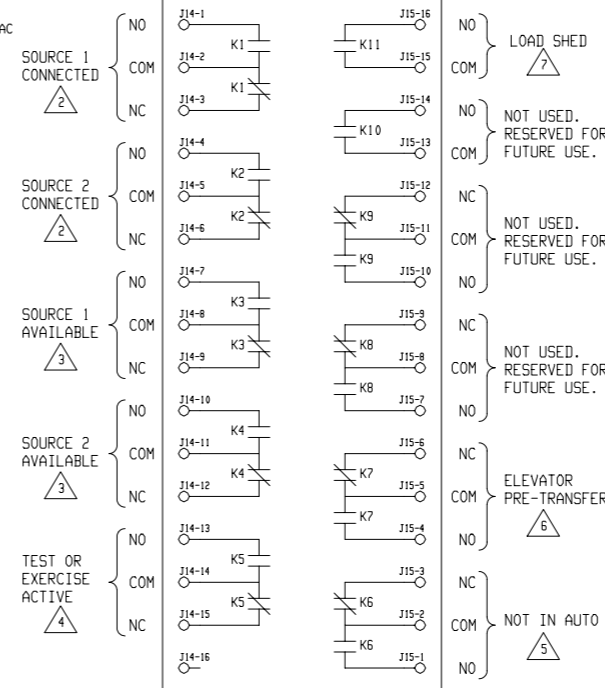 AC
SOURCE 1
CONNECTED
2
NO
COM
NC
J14-1
J14-2
J14-3
K1
K1
SOURCE 2
CONNECTED
2
NO
COM
NC
J14-4
J14-5
J14-6
K2
K2
SOURCE 1
AVAILABLE
3
NO
COM
NC
J14-7
J14-8
J14-9
K3
K3
SOURCE 2
AVAILABLE
3
NO
COM
NC
J14-10
J14-11
J14-12
K4
K4
TEST OR
EXERCISE
ACTIVE
4
NO
COM
NC
J14-13
J14-14
J14-15
K5
K5
J14-16
K11
J15-16
J15-15
NO
COM
LOAD SHED
7
K10
J15-14
J15-13
NO
COM
NOT USED.
RESERVED FOR
FUTURE USE.
K9
K9
J15-12
J15-11
J15-10
NC
COM
NO
NOT USED.
RESERVED FOR
FUTURE USE.
K8
K8
J15-9
J15-8
J15-7
NC
COM
NO
NOT USED.
RESERVED FOR
FUTURE USE.
K7
K7
J15-6
J15-5
J15-4
NC
COM
NO
ELEVATOR
PRE-TRANSFER
6
K6
K6
J15-3
J15-2
J15-1
NC
COM
NO
NOT IN AUTO
5